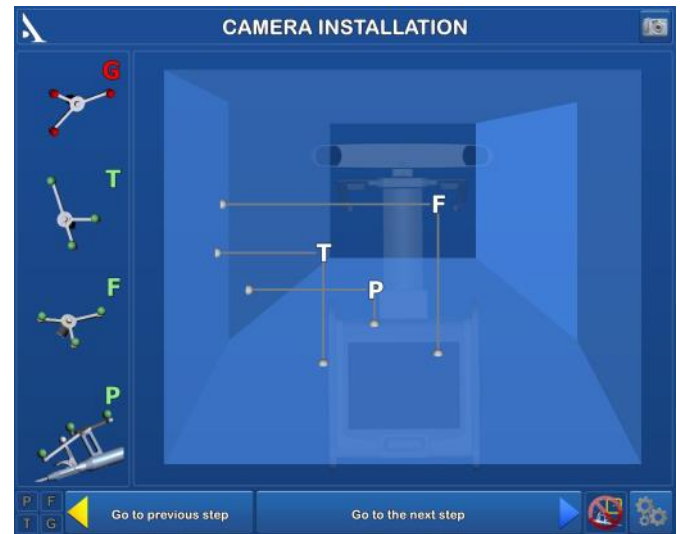 CAMERA INSTALLATION
G
T
F
P
F
T
P
P F
T G
Go to previous step
Go to the next step